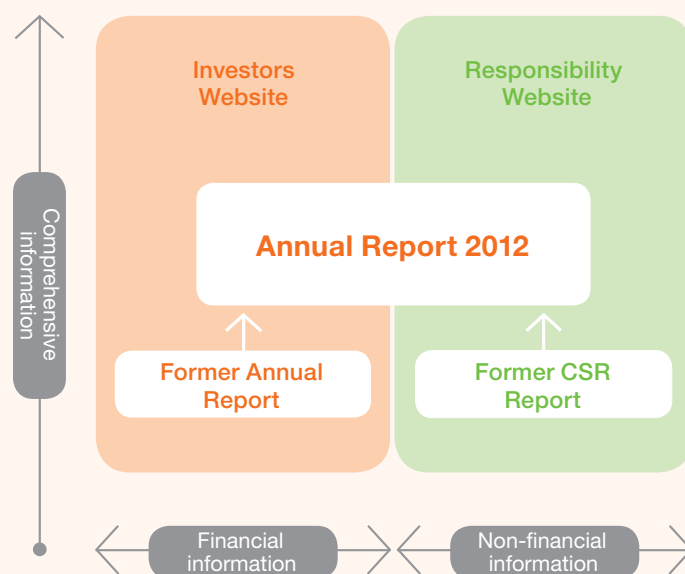 Investors
Website
Responsibility
Website
Comprehensive
information
Annual Report 2012
Former Annual
Report
Former CSR
Report
Financial
information
Non-financial
information